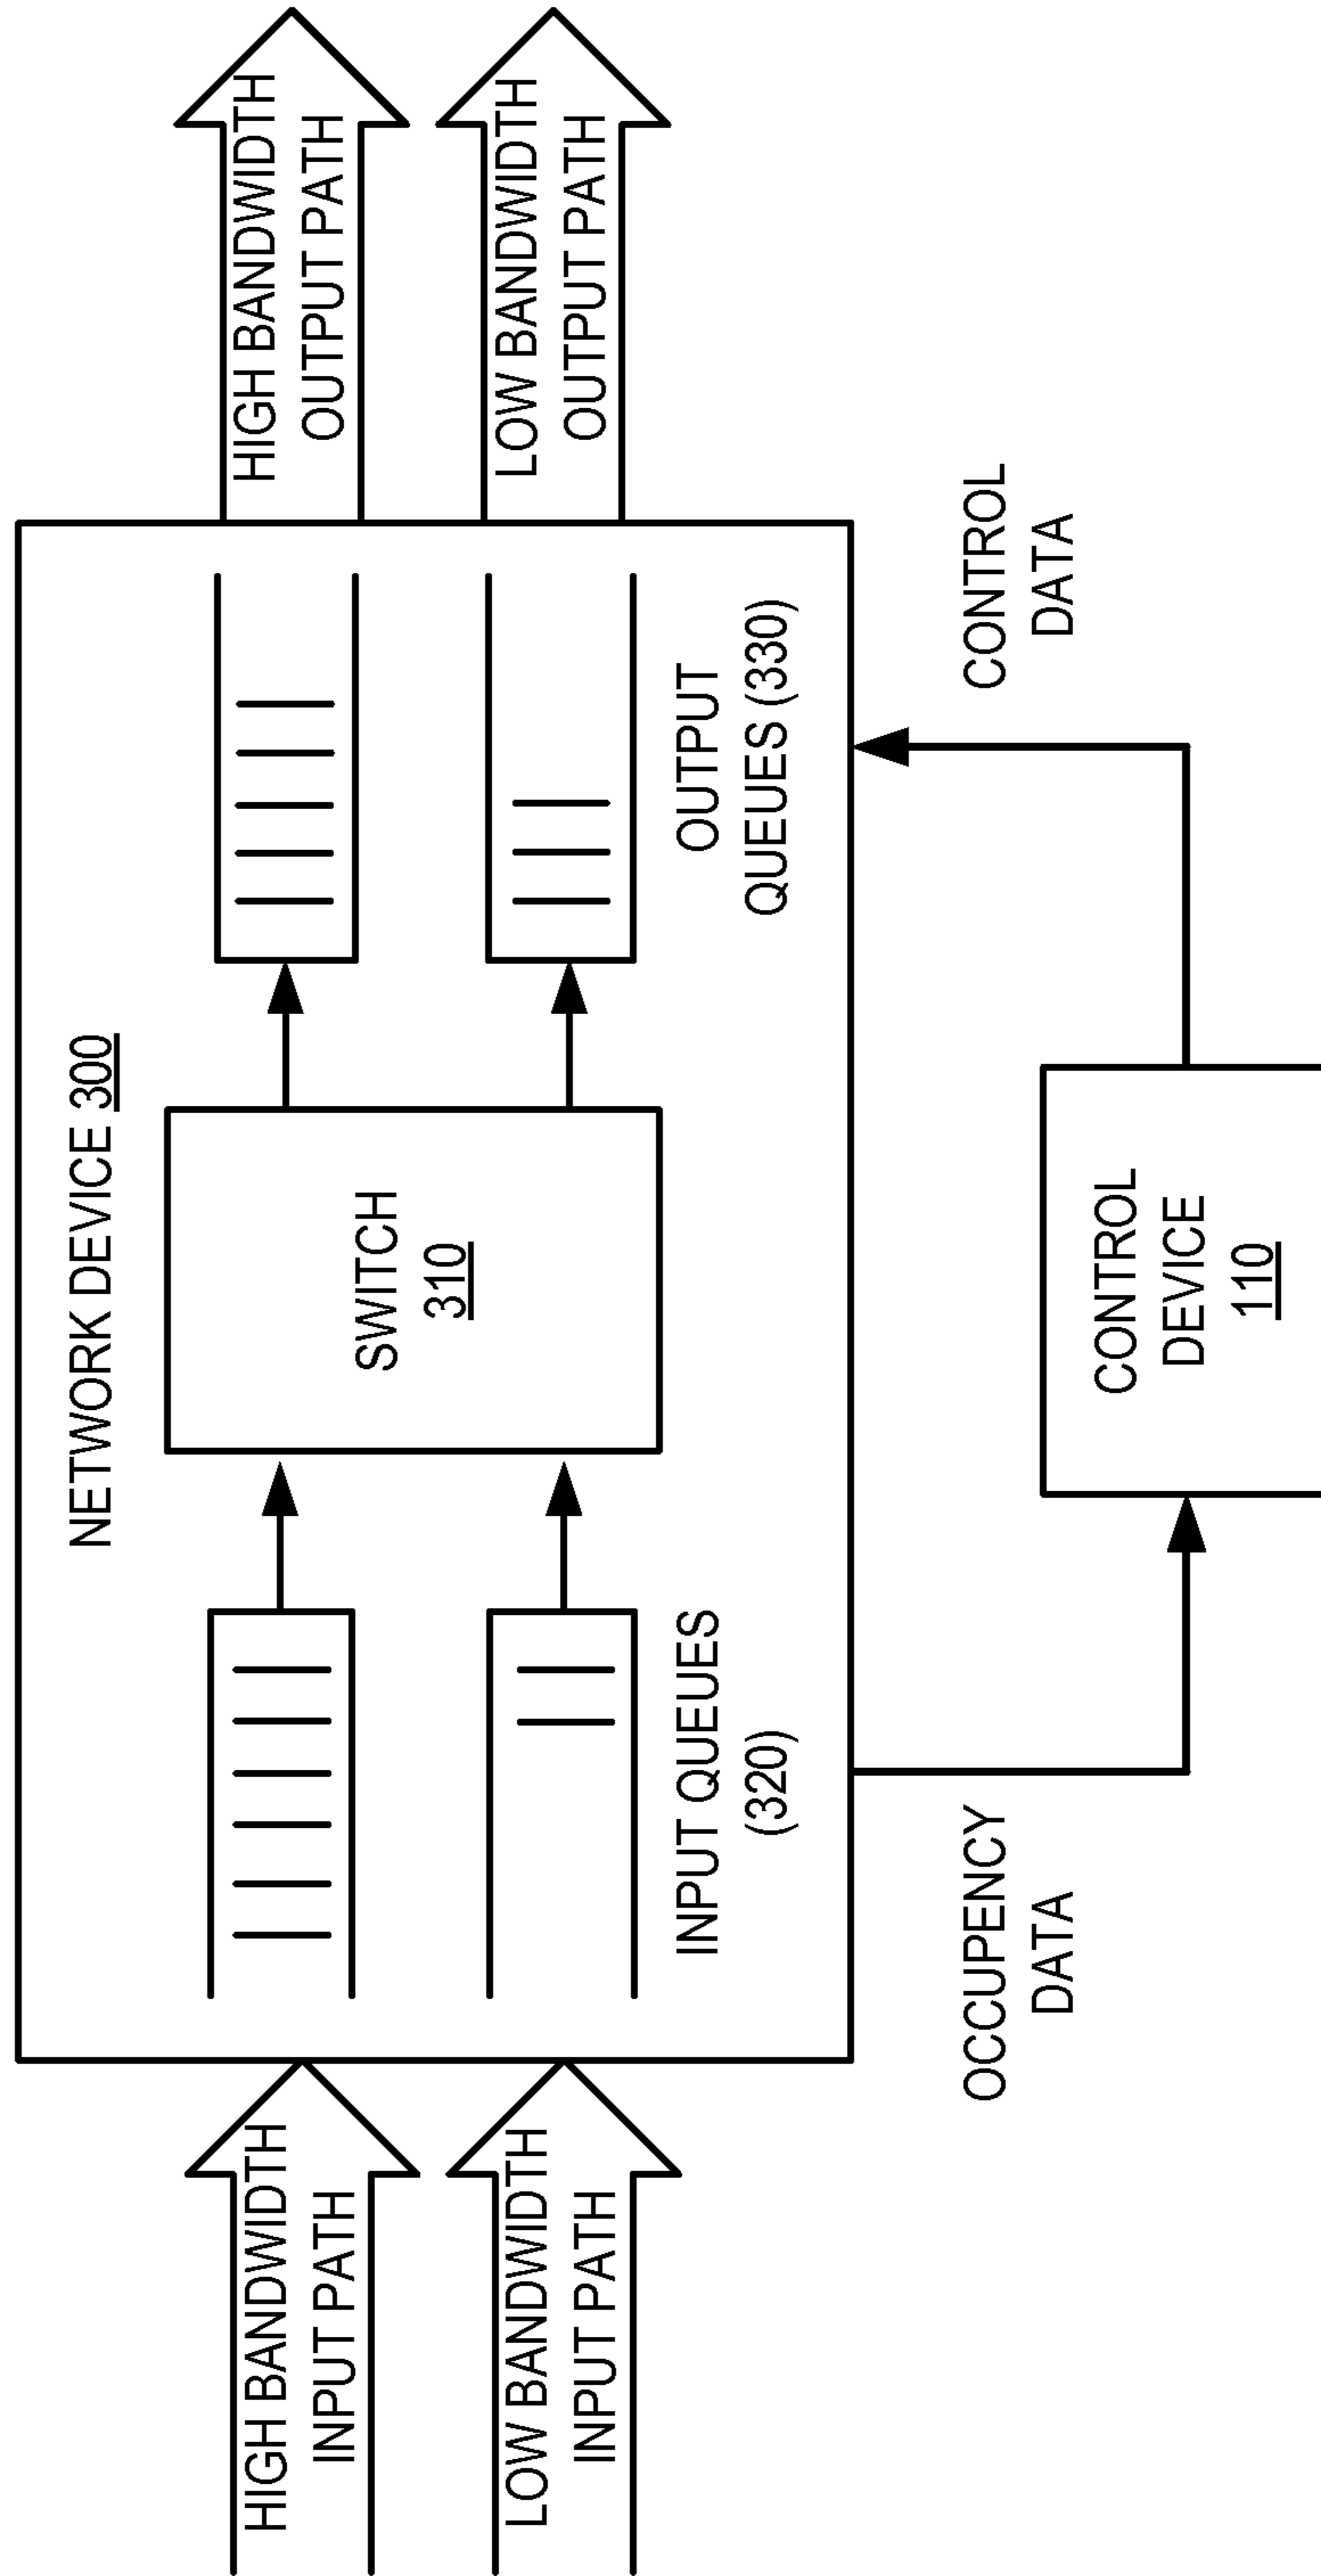 NETWORK DEVICE 300
HIGH BANDWIDTH
INPUT PATH
LOW BANDWIDTH
INPUT PATH
SWITCH
310
HIGH BANDWIDTH
OUTPUT PATH
LOW BANDWIDTH
OUTPUT PATH
INPUT QUEUES
(320)
OUTPUT
QUEUES (330)
OCCUPENCY
DATA
CONTROL
DEVICE
110
CONTROL
DATA